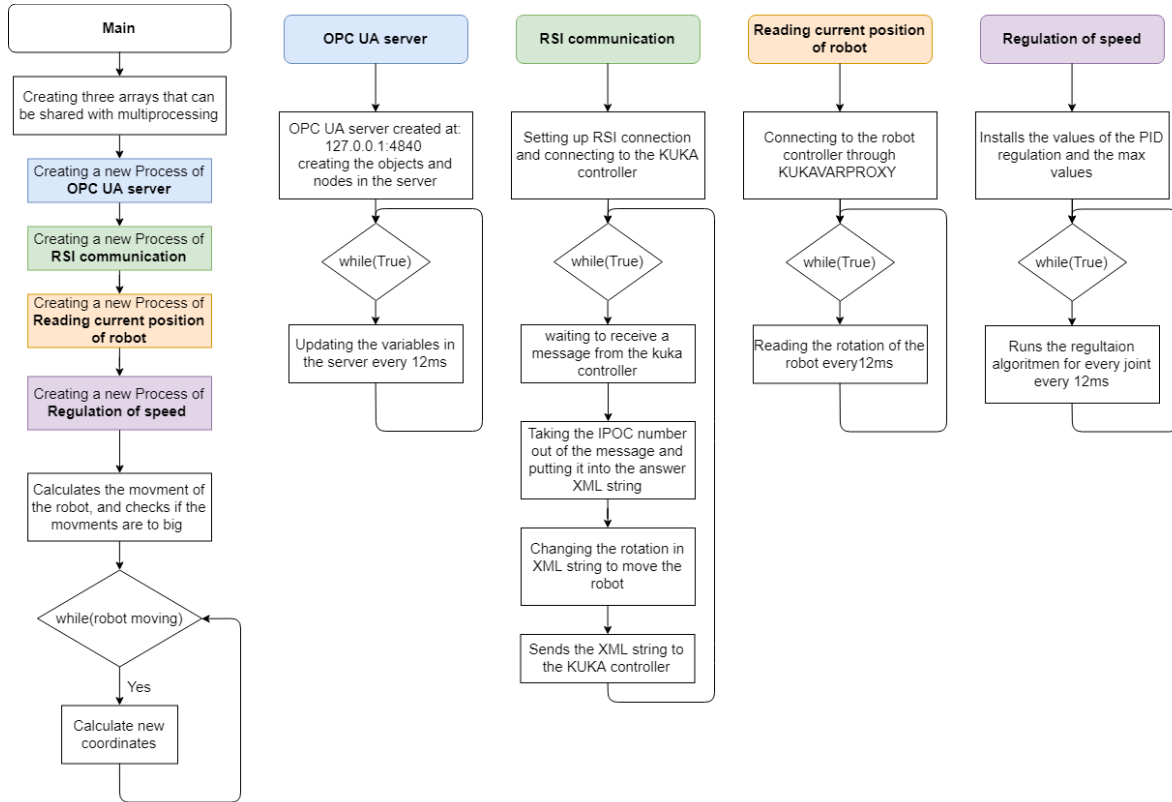 Main
Creating three arrays that can
be shared with multiprocessing
Creating a new Process of
OPC UA server
Creating a new Process of
RSI communication
Creating a new Process of
Reading current position
of robot
Creating a new Process of
Regulation of speed
Calculates the movment of
the robot, and checks if the
movments are to big
while(robot moving)
Yes
Calculate new
coordinates
OPC UA server
OPC UA server created at:
127.0.0.1:4840
creating the objects and
nodes in the server
while(True)
Updating the variables in
the server every 12ms
RSI communication
Setting up RSI connection
and connecting to the KUKA
controller
while(True)
waiting to receive a
message from the kuka
controller
Taking the IPOC number
out of the message and
putting it into the answer
XML string
Changing the rotation in
XML string to move the
robot
Sends the XML string to
the KUKA controller
Reading current position
of robot
Connecting to the robot
controller through
KUKAVARPROXY
while(True)
Reading the rotation of the
robot every12ms
Regulation of speed
Installs the values of the PID
regulation and the max
values
while(True)
Runs the regultaion
algoritmen for every joint
every 12ms